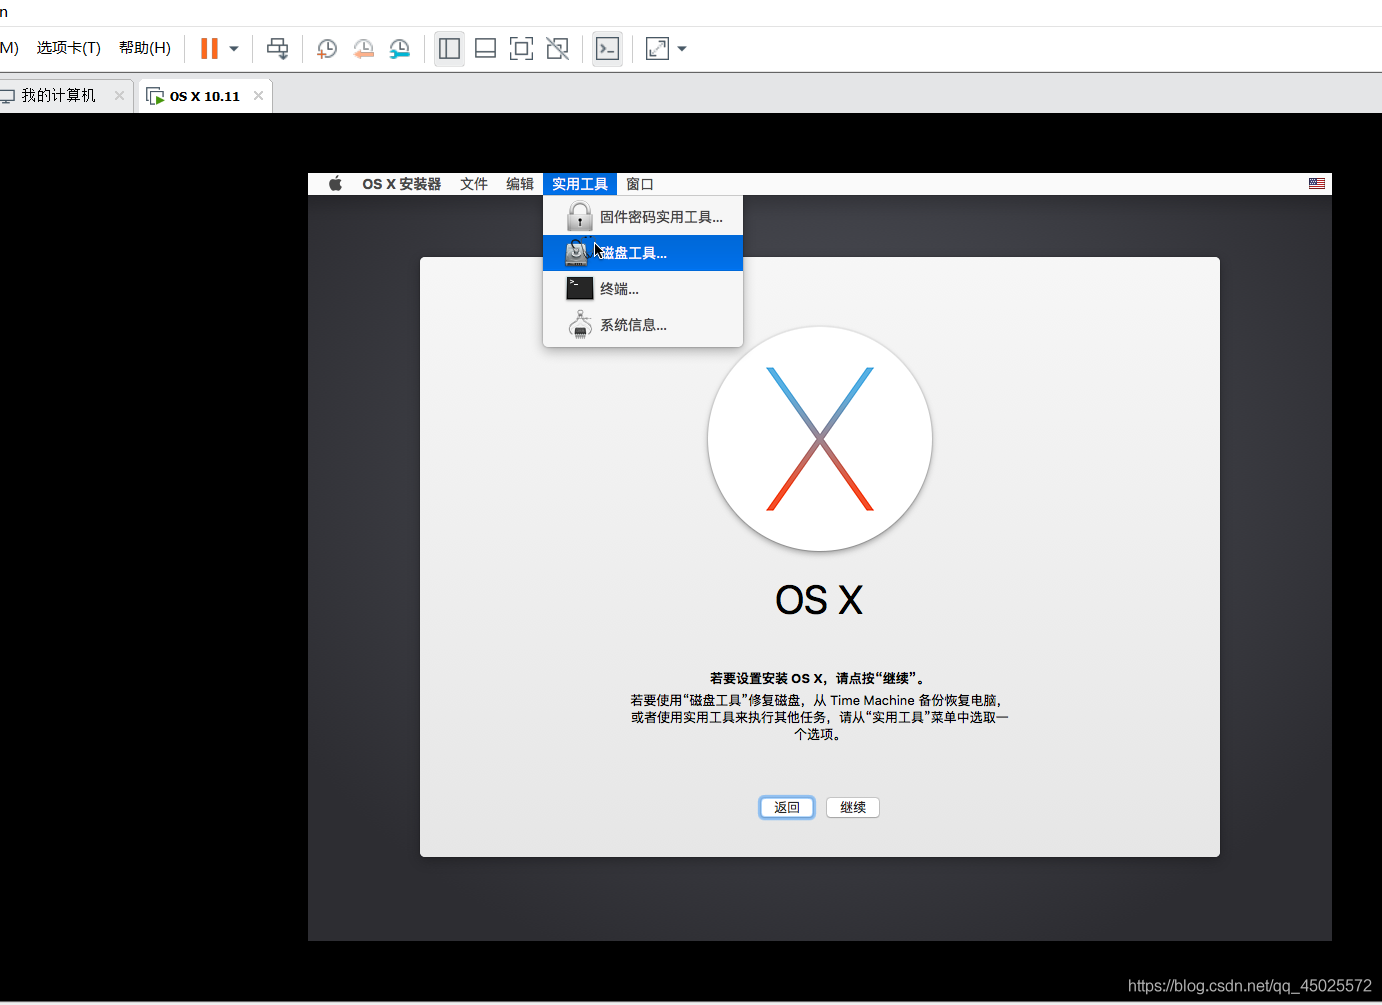 n
M) 选项卡(T) 帮助(H)
我的计算机 OS X 10.11
OS X 安装器 文件 编辑 实用工具 窗口
固件密码实用工具...
磁盘工具...
终端...
系统信息...
OS X
若要设置安装 OS X，请点按“继续”。
若要使用“磁盘工具”修复磁盘，从 Time Machine 备份恢复电脑，
或者使用实用工具来执行其他任务，请从“实用工具”菜单中选取一
个选项。
返回 继续
https://blog.csdn.net/qq_45025572